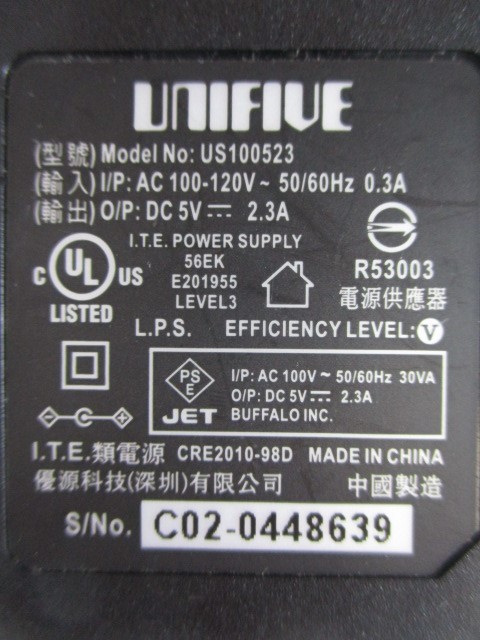 UNIFIVE
(型號) Model No: US100523
(輸入) I/P: AC 100-120V ~ 50/60Hz 0.3A
(輸出) O/P: DC 5V ⎓ 2.3A
I.T.E. POWER SUPPLY
56EK
E201955
LEVEL3
C UL US
LISTED
R53003
電源供應器
L.P.S. EFFICIENCY LEVEL: V
PS
E
JET
I/P: AC 100V ~ 50/60Hz 30VA
O/P: DC 5V ⎓ 2.3A
BUFFALO INC.
I.T.E.類電源 CRE2010-98D MADE IN CHINA
優源科技(深圳)有限公司 中國製造
S/No. C02-0448639